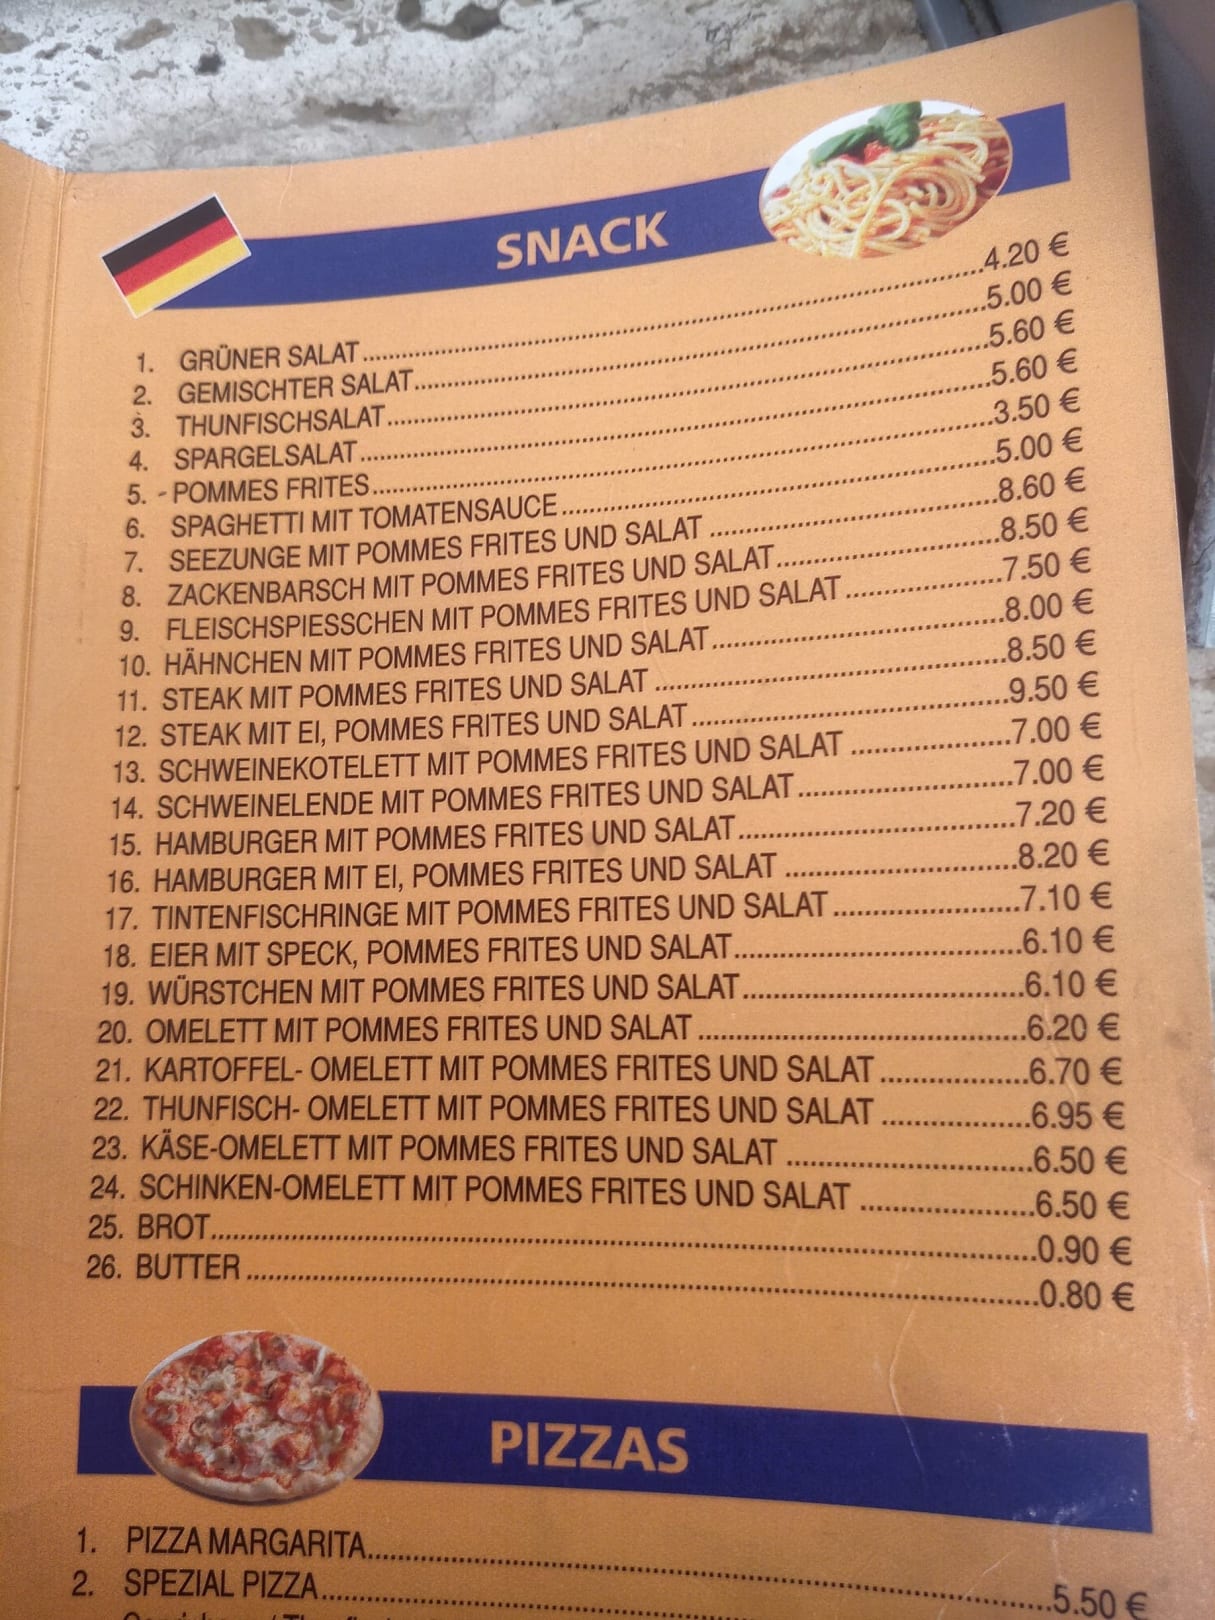 SNACK
1. GRÜNER SALAT ........ 4.20 €
2. GEMISCHTER SALAT ........ 5.00 €
3. THUNFISCHSALAT ........ 5.60 €
4. SPARGELSALAT ........ 5.60 €
5. - POMMES FRITES ........ 3.50 €
6. SPAGHETTI MIT TOMATENSAUCE ........ 5.00 €
7. SEEZUNGE MIT POMMES FRITES UND SALAT ........ 8.60 €
8. ZACKENBARSCH MIT POMMES FRITES UND SALAT ........ 8.50 €
9. FLEISCHSPIESSCHEN MIT POMMES FRITES UND SALAT ........ 7.50 €
10. HÄHNCHEN MIT POMMES FRITES UND SALAT ........ 8.00 €
11. STEAK MIT POMMES FRITES UND SALAT ........ 8.50 €
12. STEAK MIT EI, POMMES FRITES UND SALAT ........ 9.50 €
13. SCHWEINEKOTELETT MIT POMMES FRITES UND SALAT ........ 7.00 €
14. SCHWEINELENDE MIT POMMES FRITES UND SALAT ........ 7.00 €
15. HAMBURGER MIT POMMES FRITES UND SALAT ........ 7.20 €
16. HAMBURGER MIT EI, POMMES FRITES UND SALAT ........ 8.20 €
17. TINTENFISCHRINGE MIT POMMES FRITES UND SALAT ........ 7.10 €
18. EIER MIT SPECK, POMMES FRITES UND SALAT ........ 6.10 €
19. WÜRSTCHEN MIT POMMES FRITES UND SALAT ........ 6.10 €
20. OMELETT MIT POMMES FRITES UND SALAT ........ 6.20 €
21. KARTOFFEL- OMELETT MIT POMMES FRITES UND SALAT ........ 6.70 €
22. THUNFISCH- OMELETT MIT POMMES FRITES UND SALAT ........ 6.95 €
23. KÄSE-OMELETT MIT POMMES FRITES UND SALAT ........ 6.50 €
24. SCHINKEN-OMELETT MIT POMMES FRITES UND SALAT ........ 6.50 €
25. BROT ........ 0.90 €
26. BUTTER ........ 0.80 €
PIZZAS
1. PIZZA MARGARITA ........ 5.50 €
2. SPEZIAL PIZZA ........